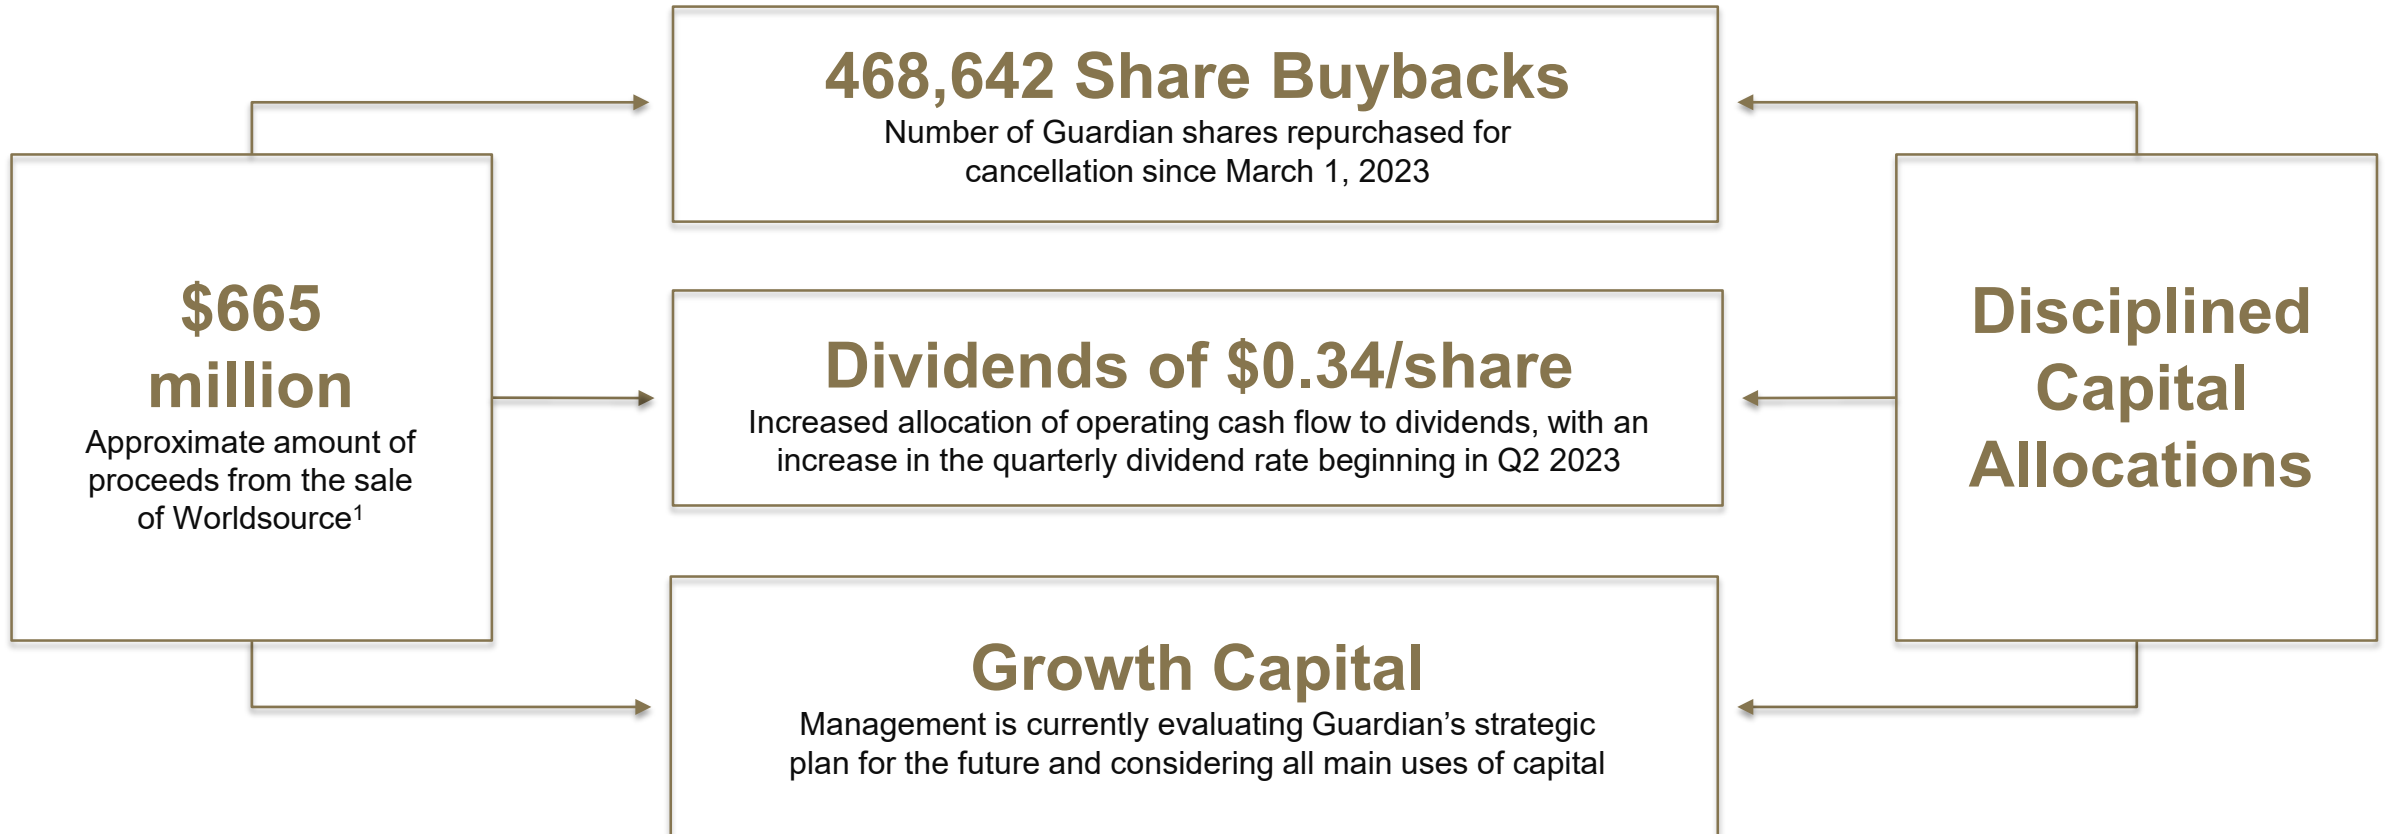 $665
million
Approximate amount of
proceeds from the sale
of Worldsource¹
468,642 Share Buybacks
Number of Guardian shares repurchased for
cancellation since March 1, 2023
Dividends of $0.34/share
Increased allocation of operating cash flow to dividends, with an
increase in the quarterly dividend rate beginning in Q2 2023
Growth Capital
Management is currently evaluating Guardian’s strategic
plan for the future and considering all main uses of capital
Disciplined
Capital
Allocations